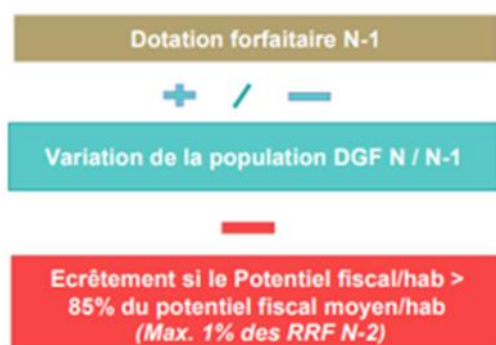 Dotation forfaitaire N-1
+ / -
Variation de la population DGF N / N-1
-
Ecrêtement si le Potentiel fiscal/hab >
85% du potentiel fiscal moyen/hab
(Max. 1% des RRF N-2)